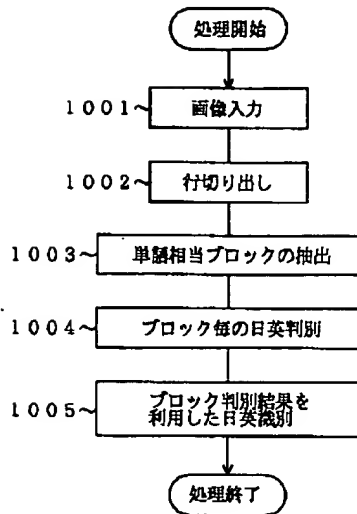 処理開始
1001～ 画像入力
1002～ 行切り出し
1003～ 単語相当ブロックの抽出
1004～ ブロック毎の日英判別
1005～ ブロック判別結果を
利用した日英識別
処理終了